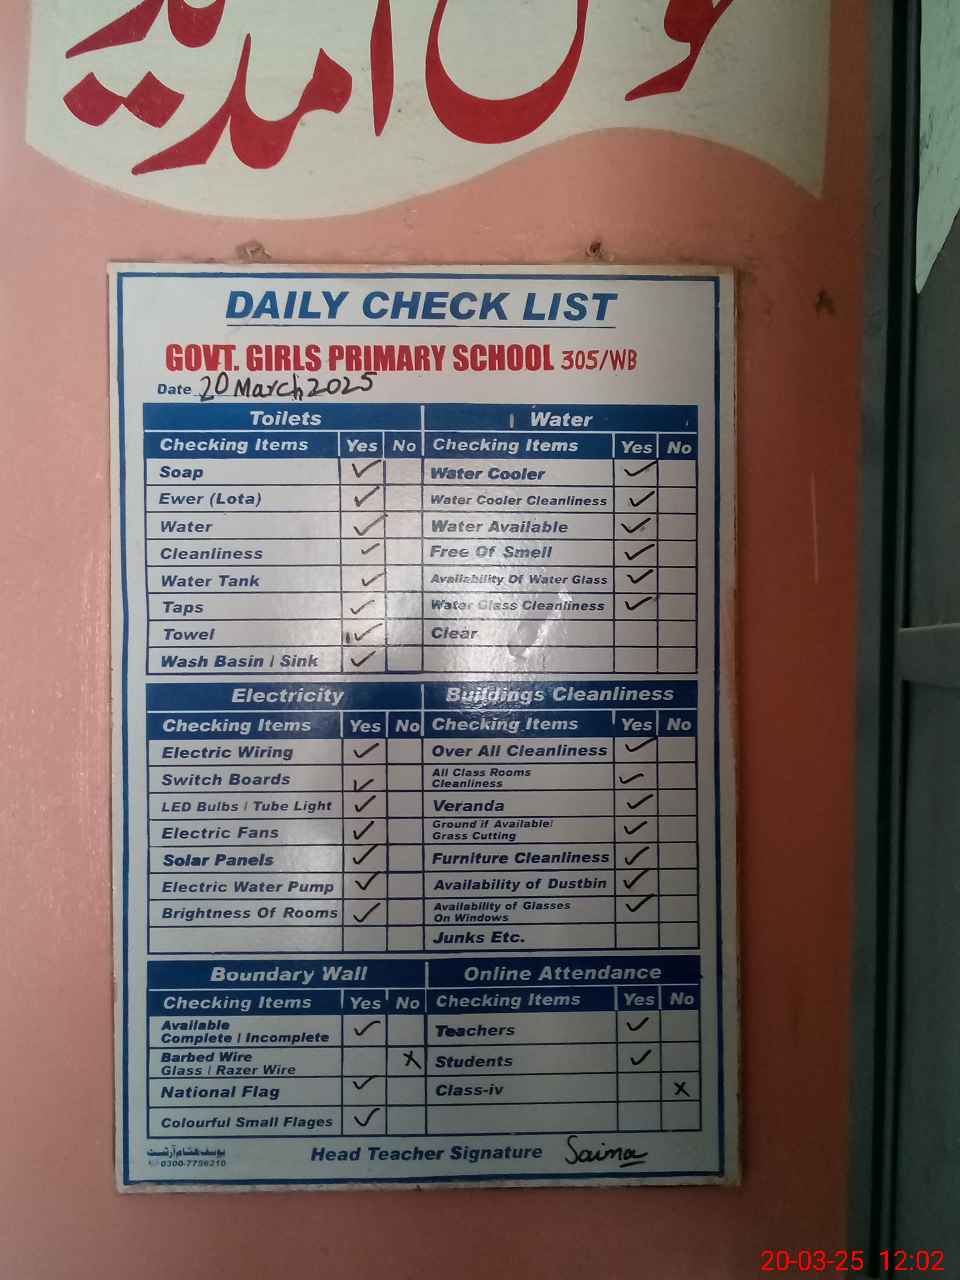 خوش آمدید
DAILY CHECK LIST
GOVT. GIRLS PRIMARY SCHOOL 305/WB
Date 20 March 2025
Toilets Water
Checking Items Yes No Checking Items Yes No
Soap ✓ Water Cooler ✓
Ewer (Lota) ✓ Water Cooler Cleanliness ✓
Water ✓ Water Available ✓
Cleanliness ✓ Free Of Smell ✓
Water Tank ✓ Availability Of Water Glass ✓
Taps ✓ Water Glass Cleanliness ✓
Towel ✓ Clear
Wash Basin / Sink ✓
Electricity Buildings Cleanliness
Checking Items Yes No Checking Items Yes No
Electric Wiring ✓ Over All Cleanliness ✓
Switch Boards ✓ All Class Rooms Cleanliness ✓
LED Bulbs / Tube Light ✓ Veranda ✓
Electric Fans ✓ Ground if Available/ Grass Cutting ✓
Solar Panels ✓ Furniture Cleanliness ✓
Electric Water Pump ✓ Availability of Dustbin ✓
Brightness Of Rooms ✓ Availability of Glasses On Windows ✓
Junks Etc.
Boundary Wall Online Attendance
Checking Items Yes No Checking Items Yes No
Available Complete / Incomplete ✓ Teachers ✓
Barbed Wire Glass / Razer Wire X Students ✓
National Flag ✓ Class-iv X
Colourful Small Flages ✓
Head Teacher Signature Saima
0300-7756210
20-03-25 12:02